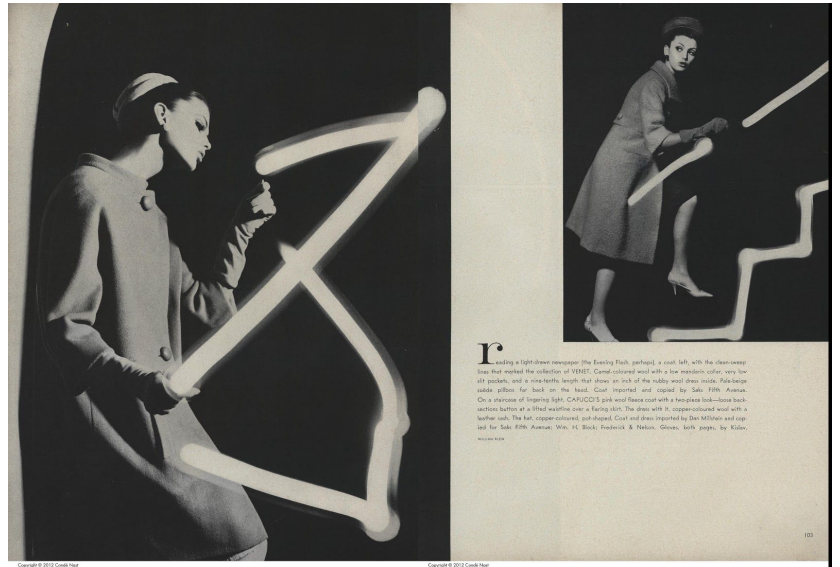 reading a light-drawn newspaper (the Evening Flash, perhaps), a coat, left, with the clean-sweep
lines that marked the collection of VENET. Camel-coloured wool with a low mandarin collar, very low
slit pockets, and a nine-tenths length that shows an inch of the nubby wool dress inside. Pale-beige
suède pillbox far back on the head. Coat imported and copied by Saks Fifth Avenue.
On a staircase of lingering light, CAPUCCI'S pink wool fleece coat with a two-piece look—loose back-
sections button at a lifted waistline over a flaring skirt. The dress with it, copper-coloured wool with a
leather sash. The hat, copper-coloured, pot-shaped. Coat and dress imported by Dan Millstein and cop-
ied for Saks Fifth Avenue; Wm. H. Block; Frederick & Nelson. Gloves, both pages, by Kislav.
WILLIAM KLEIN
103
Copyright © 2012 Condé Nast
Copyright © 2012 Condé Nast